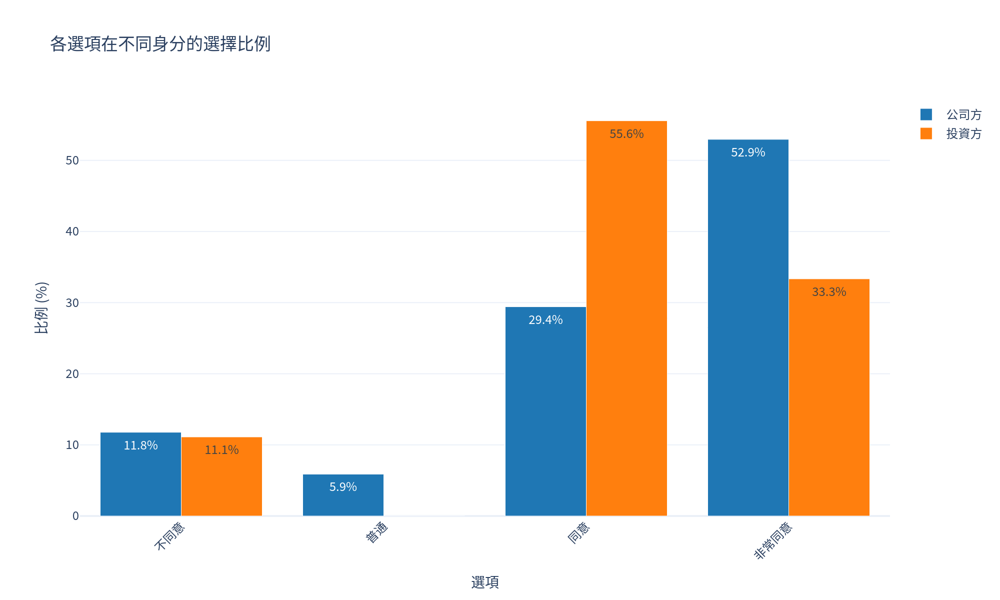 各選項在不同身分的選擇比例
公司方
投資方
比例 (%)
50
40
30
20
10
0
11.8%
11.1%
5.9%
29.4%
55.6%
52.9%
33.3%
不同意
普通
同意
非常同意
選項